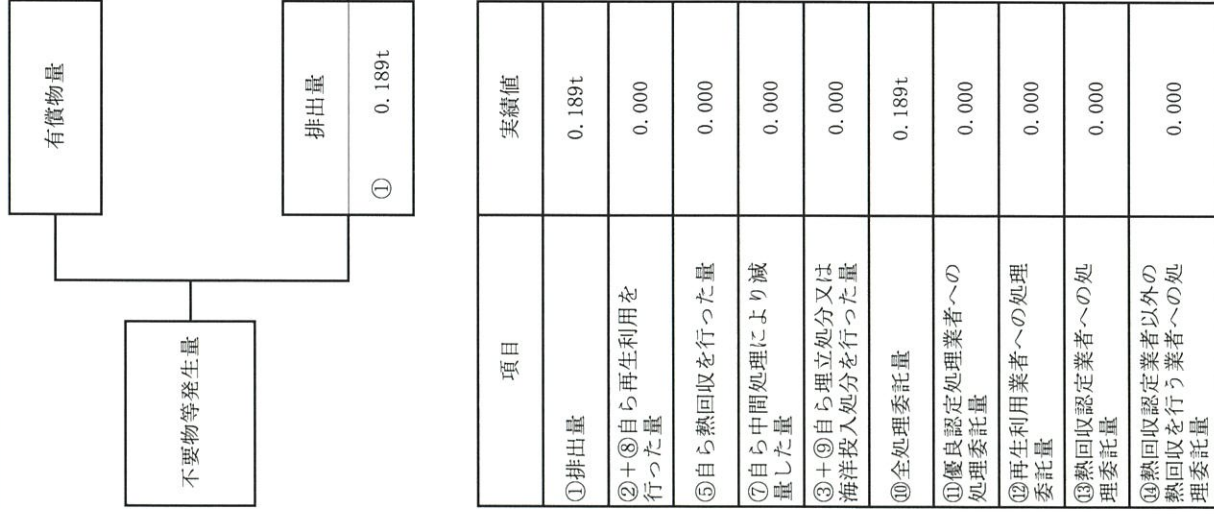 不要物等発生量
有償物量
排出量
① 0.189t
項目 実績値
①排出量 0.189t
②+⑧自ら再生利用を
行った量 0.000
⑤自ら熱回収を行った量 0.000
⑦自ら中間処理により減
量した量 0.000
③+⑨自ら埋立処分又は
海洋投入処分を行った量 0.000
⑩全処理委託量 0.189t
⑪優良認定処理業者への
処理委託量 0.000
⑫再生利用業者への処理
委託量 0.000
⑬熱回収認定業者への処
理委託量 0.000
⑭熱回収認定業者以外の
熱回収を行う業者への処
理委託量 0.000